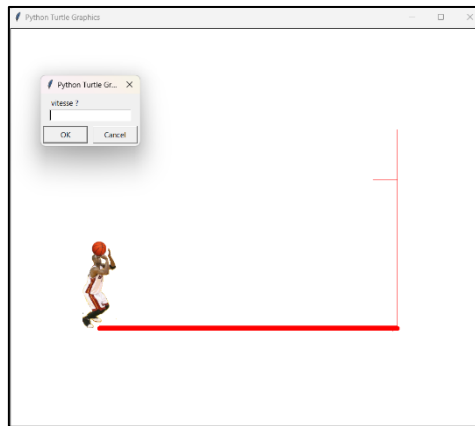 Python Turtle Graphics
Python Turtle Gr...
vitesse ?
OK
Cancel